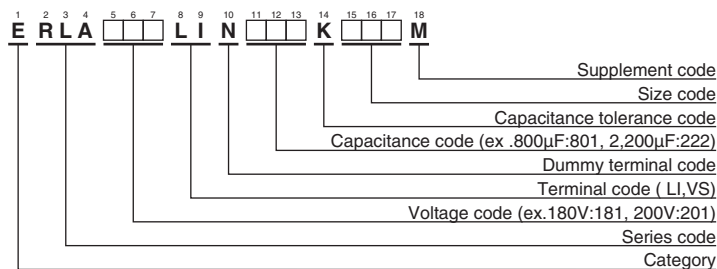 1 2 3 4 5 6 7 8 9 10 11 12 13 14 15 16 17 18
E R L A L I N K M
Supplement code
Size code
Capacitance tolerance code
Capacitance code (ex .800μF:801, 2,200μF:222)
Dummy terminal code
Terminal code ( LI,VS)
Voltage code (ex.180V:181, 200V:201)
Series code
Category